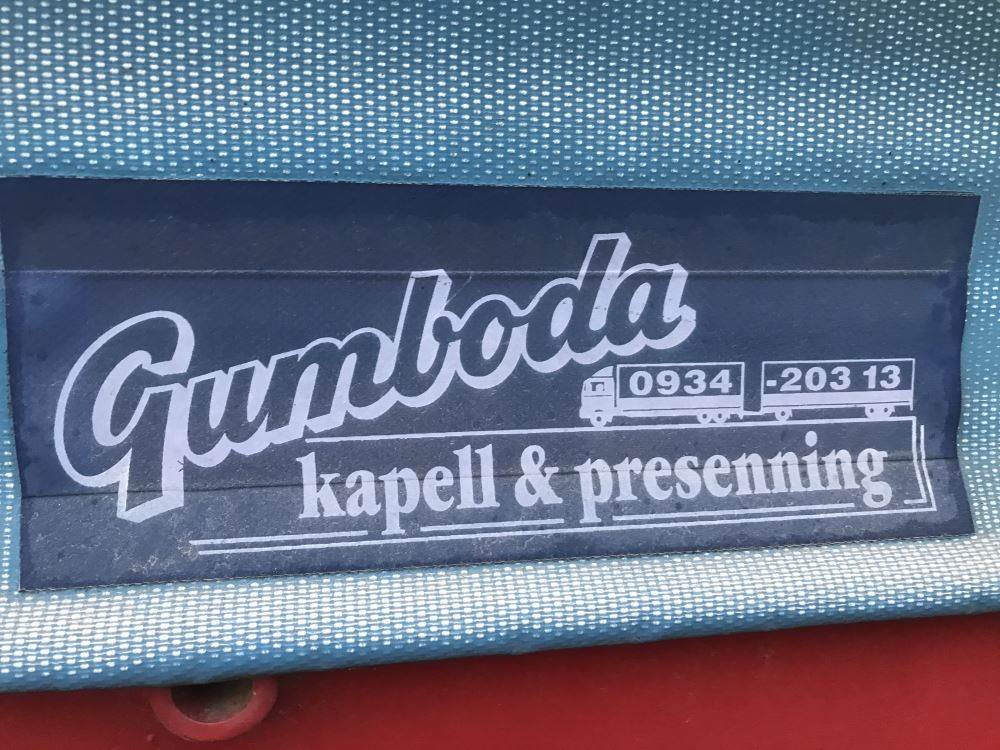 Gumboda
0934 -203 13
kapell & presenning